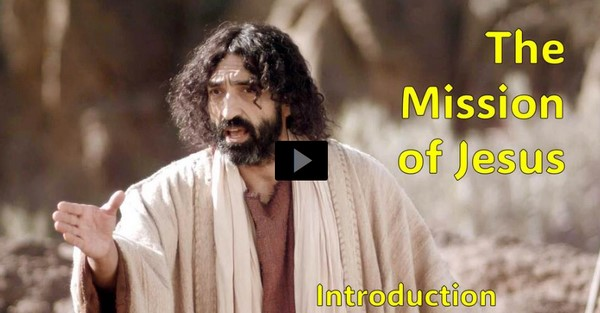 The
Mission
of Jesus
Introduction